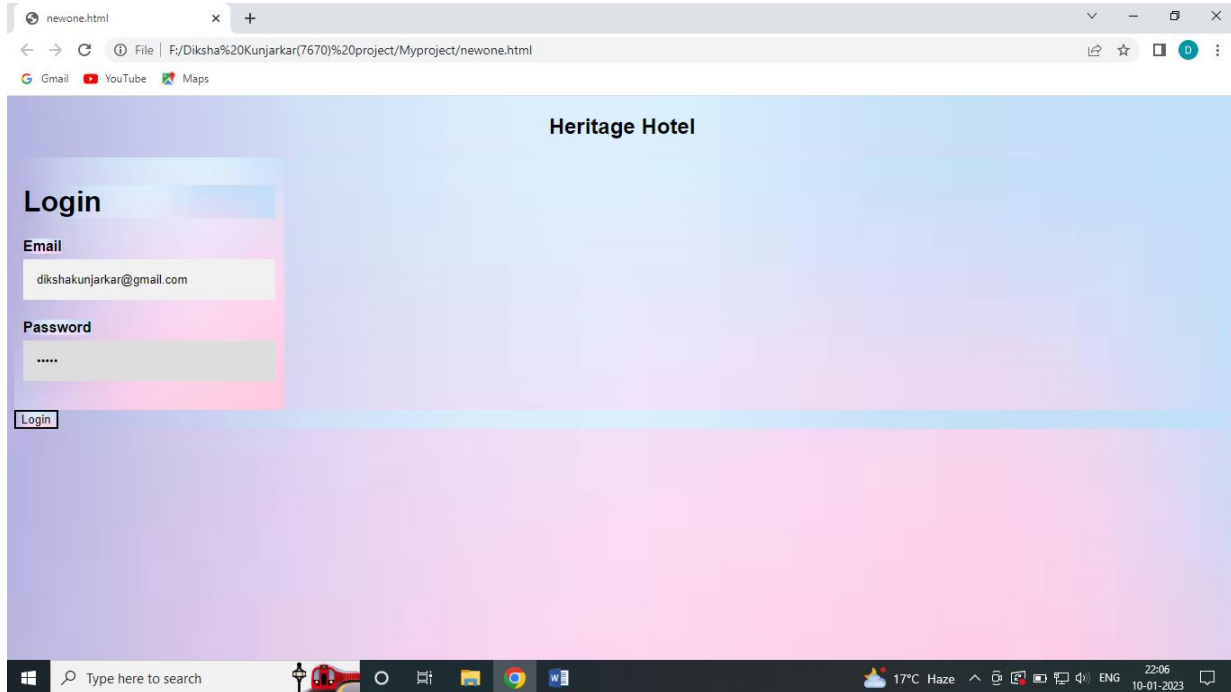 newone.html
File F:/Diksha%20Kunjarkar(7670)%20project/Myproject/newone.html
D
Gmail YouTube Maps
Heritage Hotel
Login
Email
dikshakunjarkar@gmail.com
Password
•••••
Login
Type here to search
17°C Haze
ENG
22:06
10-01-2023